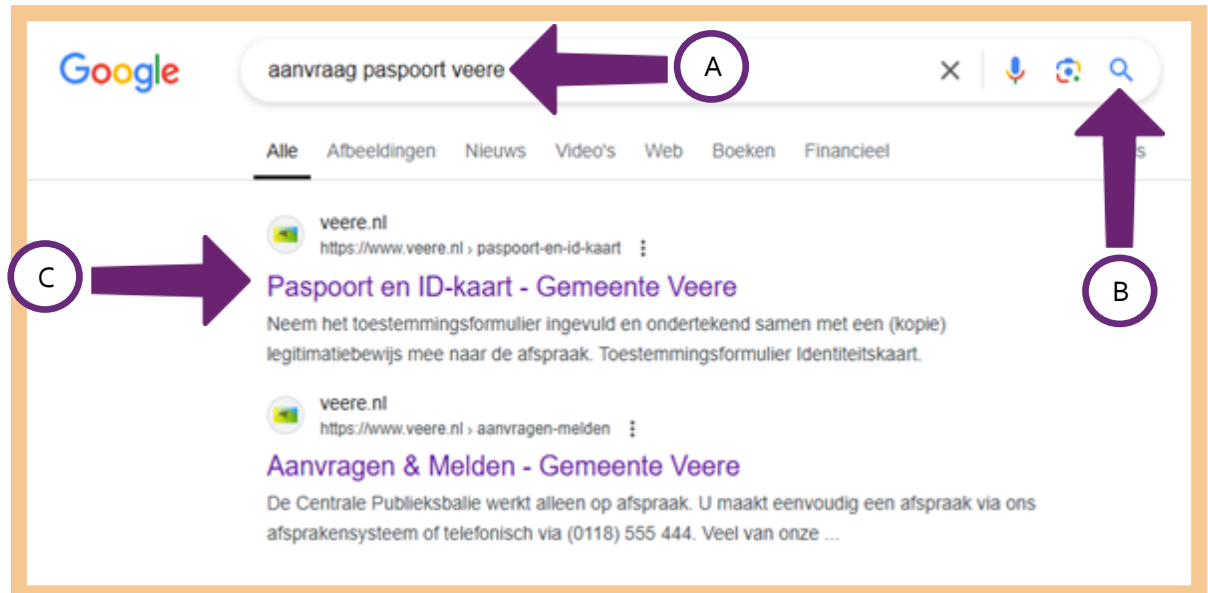 Google
aanvraag paspoort veere
A
Alle Afbeeldingen Nieuws Video's Web Boeken Financieel
veere.nl
https://www.veere.nl › paspoort-en-id-kaart
C
Paspoort en ID-kaart - Gemeente Veere
B
Neem het toestemmingsformulier ingevuld en ondertekend samen met een (kopie)
legitimatiebewijs mee naar de afspraak. Toestemmingsformulier Identiteitskaart.
veere.nl
https://www.veere.nl › aanvragen-melden
Aanvragen & Melden - Gemeente Veere
De Centrale Publieksbalie werkt alleen op afspraak. U maakt eenvoudig een afspraak via ons
afsprakensysteem of telefonisch via (0118) 555 444. Veel van onze ...